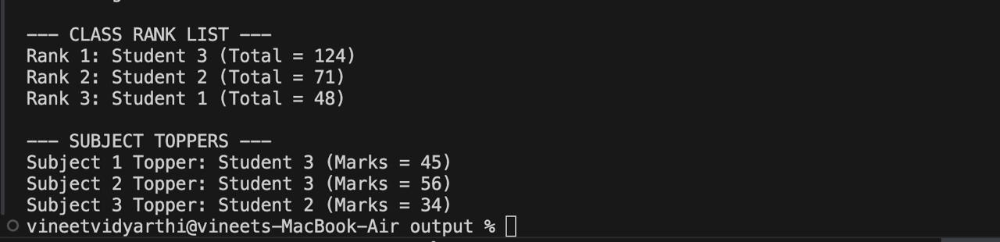 --- CLASS RANK LIST ---
Rank 1: Student 3 (Total = 124)
Rank 2: Student 2 (Total = 71)
Rank 3: Student 1 (Total = 48)
--- SUBJECT TOPPERS ---
Subject 1 Topper: Student 3 (Marks = 45)
Subject 2 Topper: Student 3 (Marks = 56)
Subject 3 Topper: Student 2 (Marks = 34)
vineetvidyarthi@vineets-MacBook-Air output %